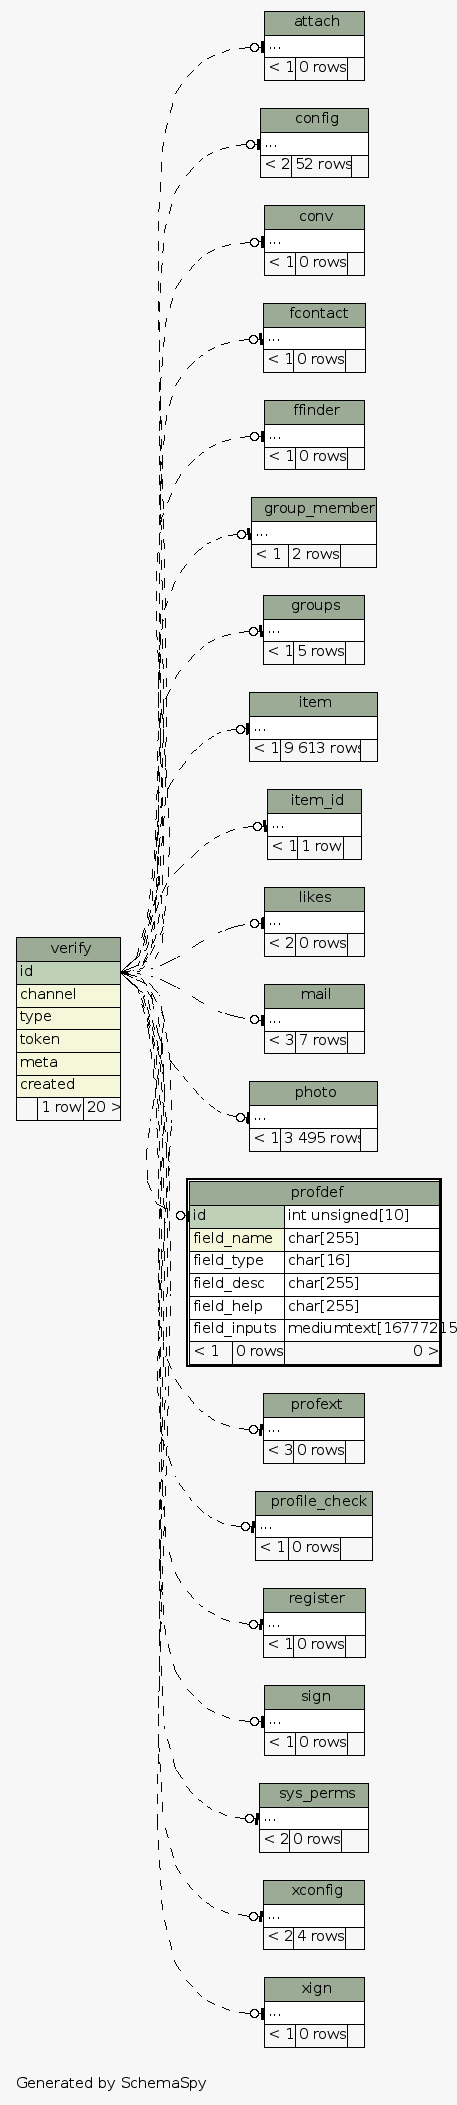 attach
...
< 1 0 rows
config
...
< 2 52 rows
conv
...
< 1 0 rows
fcontact
...
< 1 0 rows
ffinder
...
< 1 0 rows
group_member
...
< 1 2 rows
groups
...
< 1 5 rows
item
...
< 1 9 613 rows
item_id
...
< 1 1 row
likes
...
< 2 0 rows
verify
id
channel
type
token
meta
created
1 row 20 >
mail
...
< 3 7 rows
photo
...
< 1 3 495 rows
profdef
id int unsigned[10]
field_name char[255]
field_type char[16]
field_desc char[255]
field_help char[255]
field_inputs mediumtext[16777215
< 1 0 rows 0 >
profext
...
< 3 0 rows
profile_check
...
< 1 0 rows
register
...
< 1 0 rows
sign
...
< 1 0 rows
sys_perms
...
< 2 0 rows
xconfig
...
< 2 4 rows
xign
...
< 1 0 rows
Generated by SchemaSpy